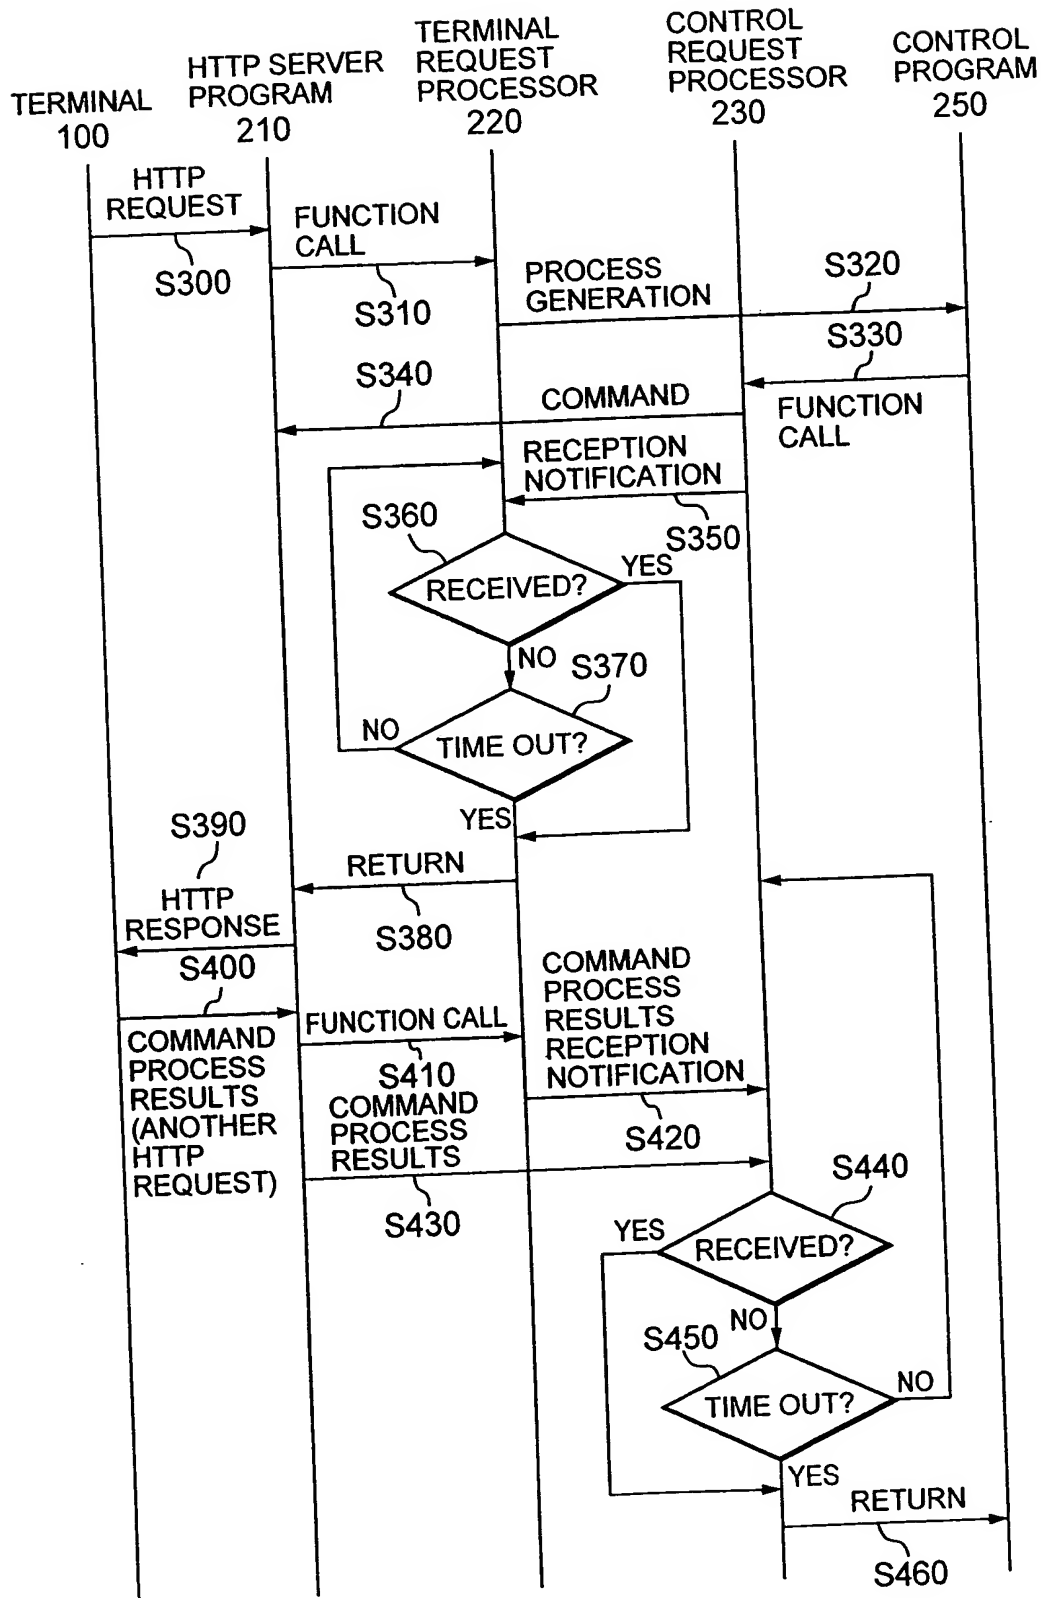 TERMINAL
100
HTTP SERVER
PROGRAM
210
TERMINAL
REQUEST
PROCESSOR
220
CONTROL
REQUEST
PROCESSOR
230
CONTROL
PROGRAM
250
HTTP
REQUEST
S300
FUNCTION
CALL
S310
PROCESS
GENERATION
S320
S330
FUNCTION
CALL
S340
COMMAND
RECEPTION
NOTIFICATION
S350
S360
RECEIVED?
YES
NO
S370
TIME OUT?
NO
YES
RETURN
S380
S390
HTTP
RESPONSE
S400
COMMAND
PROCESS
RESULTS
(ANOTHER
HTTP
REQUEST)
FUNCTION CALL
S410
COMMAND
PROCESS
RESULTS
RECEPTION
NOTIFICATION
S420
COMMAND
PROCESS
RESULTS
S430
S440
YES
RECEIVED?
NO
S450
TIME OUT?
NO
YES
RETURN
S460